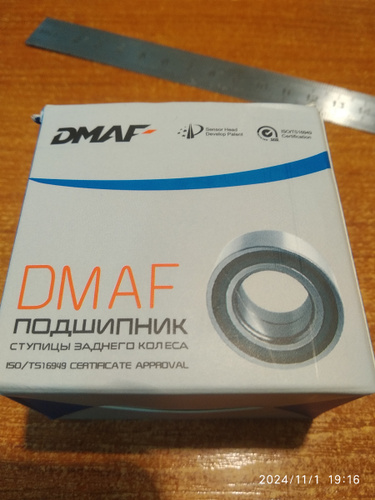 DMAF
Sensor Head
Develop Patent
ISO/TS16949
Certification
DMAF
ПОДШИПНИК
СТУПИЦЫ ЗАДНЕГО КОЛЕСА
ISO/TS16949 CERTIFICATE APPROVAL
2024/11/1 19:16